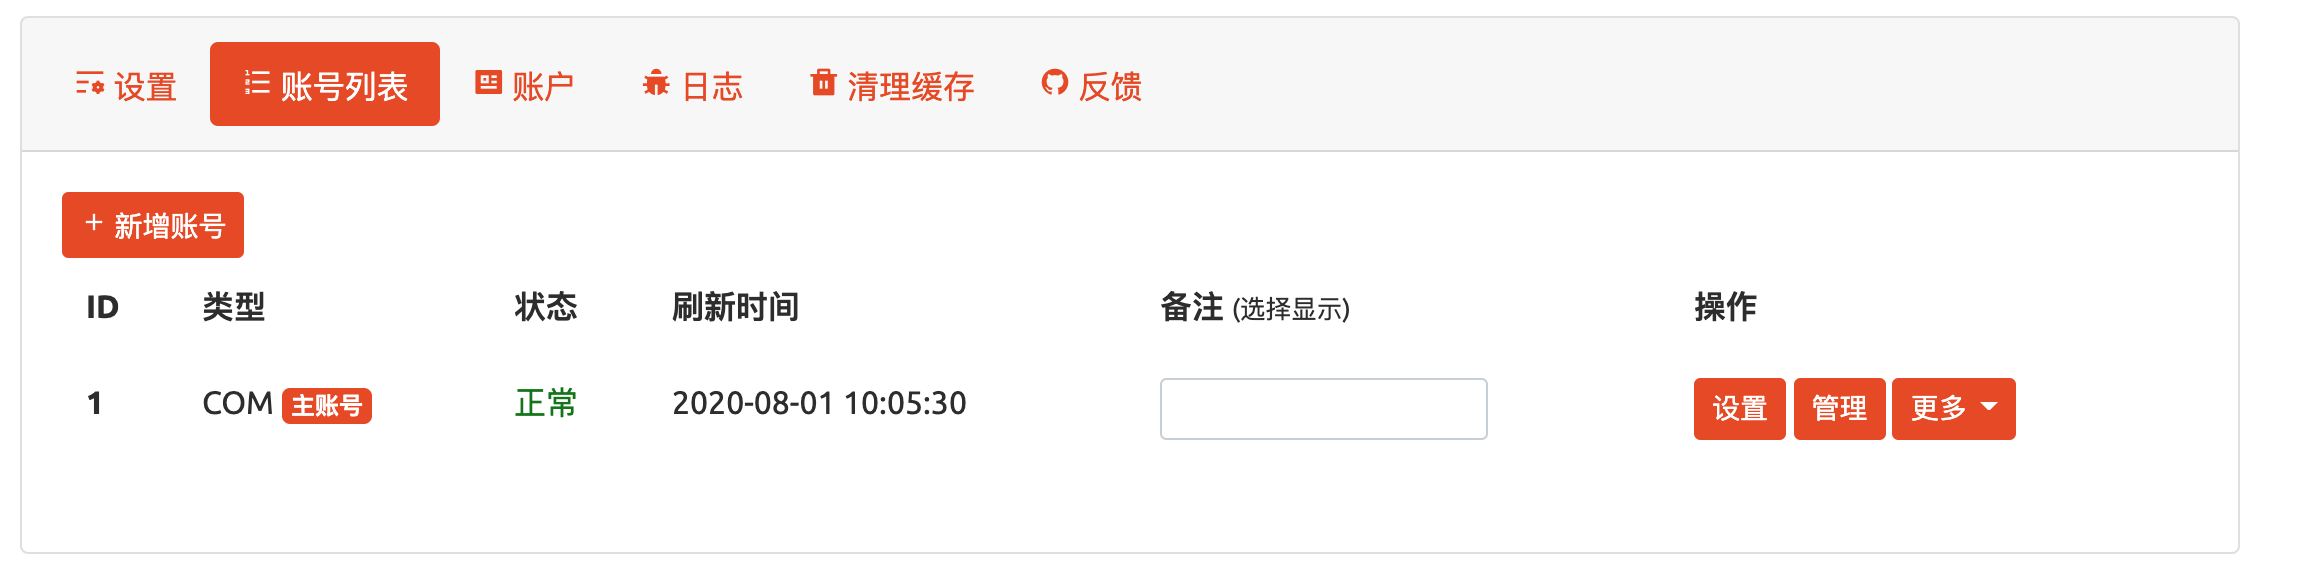 设置 账号列表 账户 日志 清理缓存 反馈
+ 新增账号
ID 类型 状态 刷新时间 备注 (选择显示) 操作
1 COM 主账号 正常 2020-08-01 10:05:30 设置 管理 更多